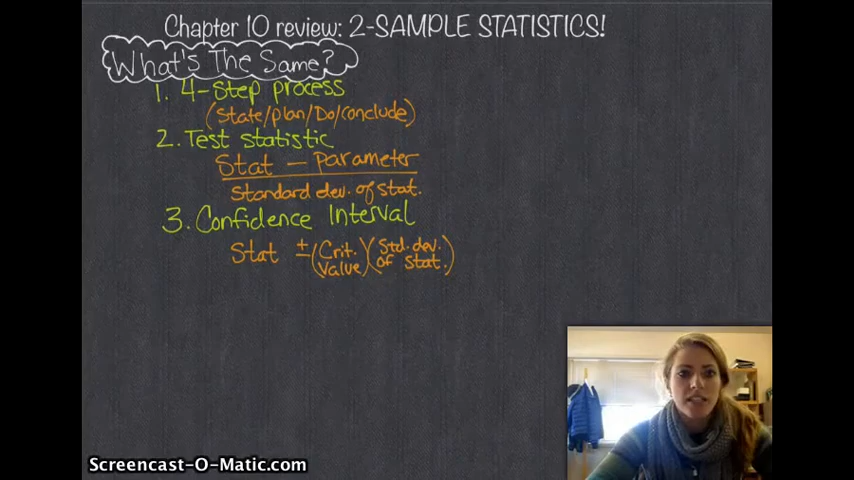 Chapter 10 review: 2-SAMPLE STATISTICS!
What's The Same?
1. 4-Step process
(State/Plan/Do/Conclude)
2. Test statistic
Stat - Parameter
Standard dev. of stat.
3. Confidence Interval
Stat ± (Crit. Value)(Std. dev. of stat.)
Screencast-O-Matic.com